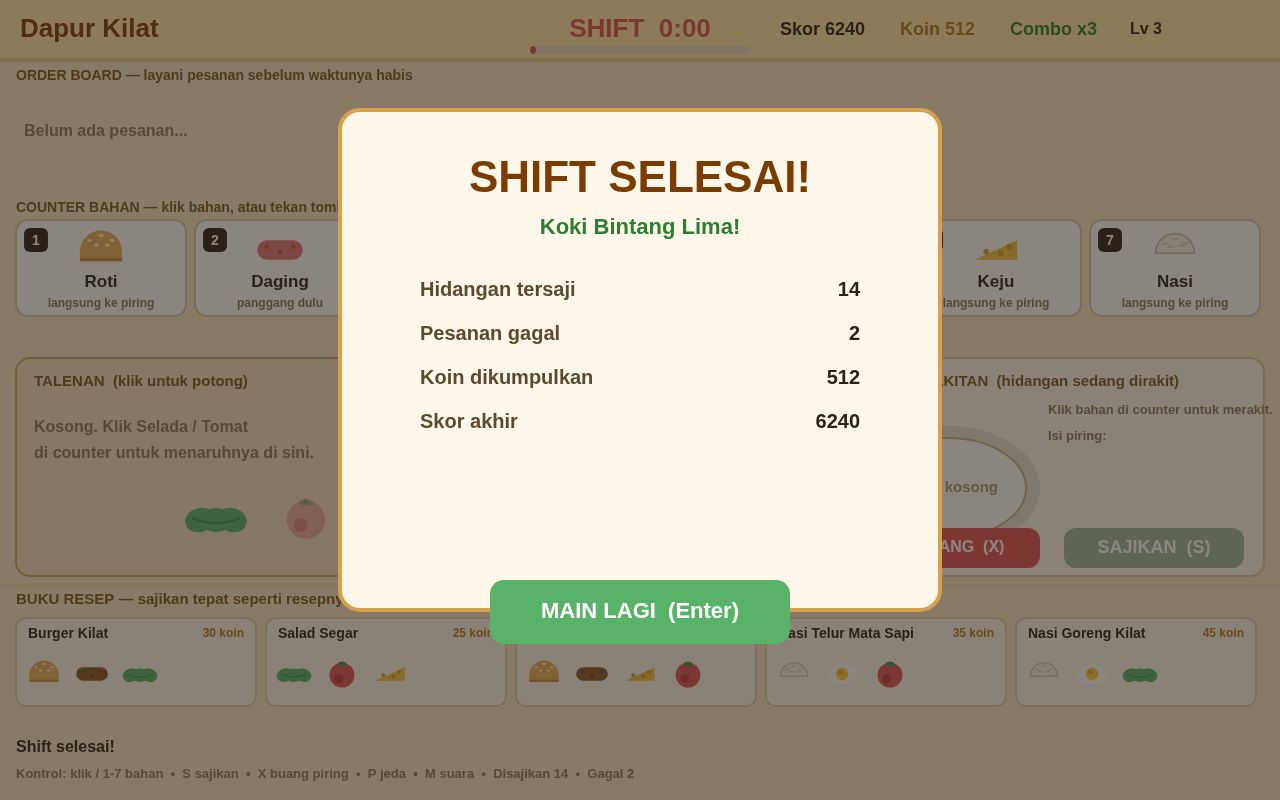 Dapur Kilat
SHIFT 0:00
Skor 6240
Koin 512
Combo x3
Lv 3
ORDER BOARD — layani pesanan sebelum waktunya habis
Belum ada pesanan...
COUNTER BAHAN — klik bahan, atau tekan
1
Roti
langsung ke piring
2
Daging
panggang dulu
Keju
langsung ke piring
7
Nasi
langsung ke piring
SHIFT SELESAI!
Koki Bintang Lima!
Hidangan tersaji 14
Pesanan gagal 2
Koin dikumpulkan 512
Skor akhir 6240
MAIN LAGI (Enter)
TALENAN (klik untuk potong)
Kosong. Klik Selada / Tomat
di counter untuk menaruhnya di sini.
(hidangan sedang dirakit)
Klik bahan di counter untuk merakit.
Isi piring:
kosong
(X)
SAJIKAN (S)
BUKU RESEP — sajikan tepat seperti
Burger Kilat 30 koin
Salad Segar 25 koin
Telur Mata Sapi 35 koin
Nasi Goreng Kilat 45 koin
Shift selesai!
Kontrol: klik / 1-7 bahan • S sajikan • X buang piring • P jeda • M suara • Disajikan 14 • Gagal 2